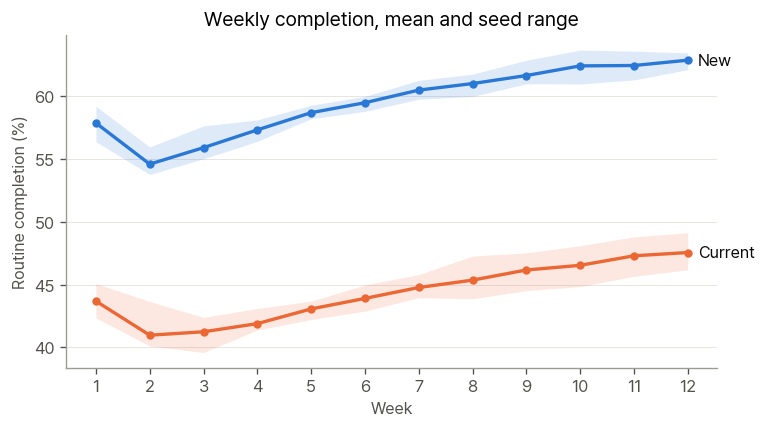 Weekly completion, mean and seed range
Routine completion (%)
60
55
50
45
40
New
Current
1 2 3 4 5 6 7 8 9 10 11 12
Week